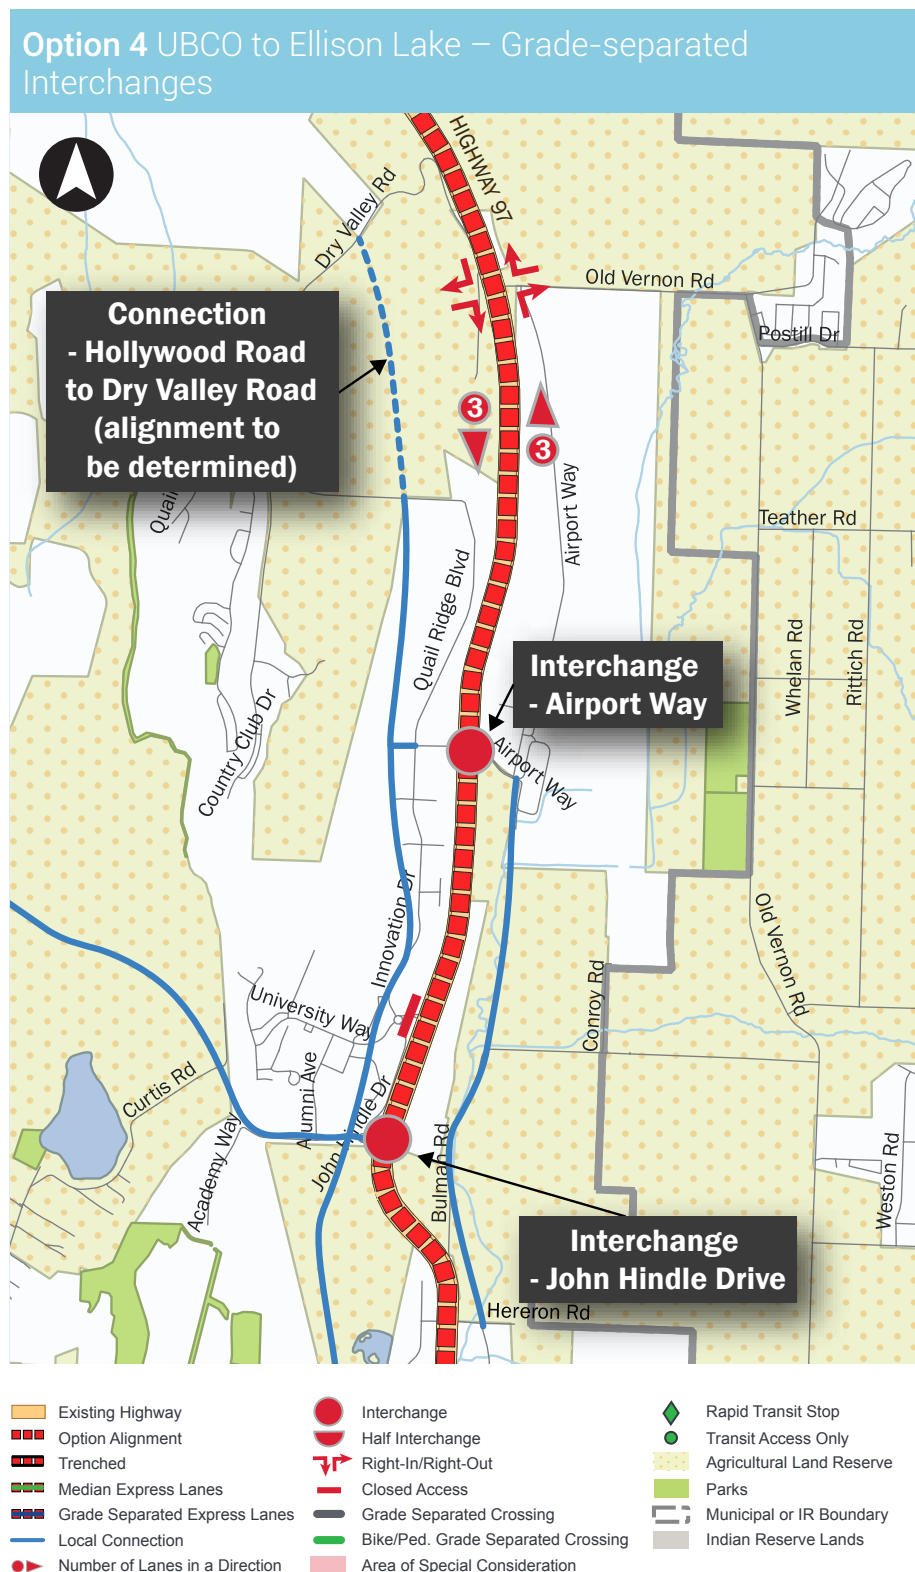 Option 4 UBCO to Ellison Lake – Grade-separated
Interchanges
HIGHWAY 97
Dry Valley Rd
Old Vernon Rd
Connection
- Hollywood Road
to Dry Valley Road
(alignment to
be determined)
Postill Dr
3
3
Quail
Airport Way
Teather Rd
Quail Ridge Blvd
Whelan Rd
Rittich Rd
Interchange
- Airport Way
Country Club Dr
Airport Way
Innovation Dr
Old Vernon Rd
University Way
Conroy Rd
Curtis Rd
Alumni Ave
John Hindle Dr
Academy Way
Bulman Rd
Weston Rd
Interchange
- John Hindle Drive
Hereron Rd
Existing Highway
Option Alignment
Trenched
Median Express Lanes
Grade Separated Express Lanes
Local Connection
Number of Lanes in a Direction
Interchange
Half Interchange
Right-In/Right-Out
Closed Access
Grade Separated Crossing
Bike/Ped. Grade Separated Crossing
Area of Special Consideration
Rapid Transit Stop
Transit Access Only
Agricultural Land Reserve
Parks
Municipal or IR Boundary
Indian Reserve Lands